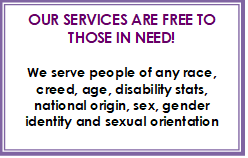 OUR SERVICES ARE FREE TO
THOSE IN NEED!
We serve people of any race,
creed, age, disability stats,
national origin, sex, gender
identity and sexual orientation